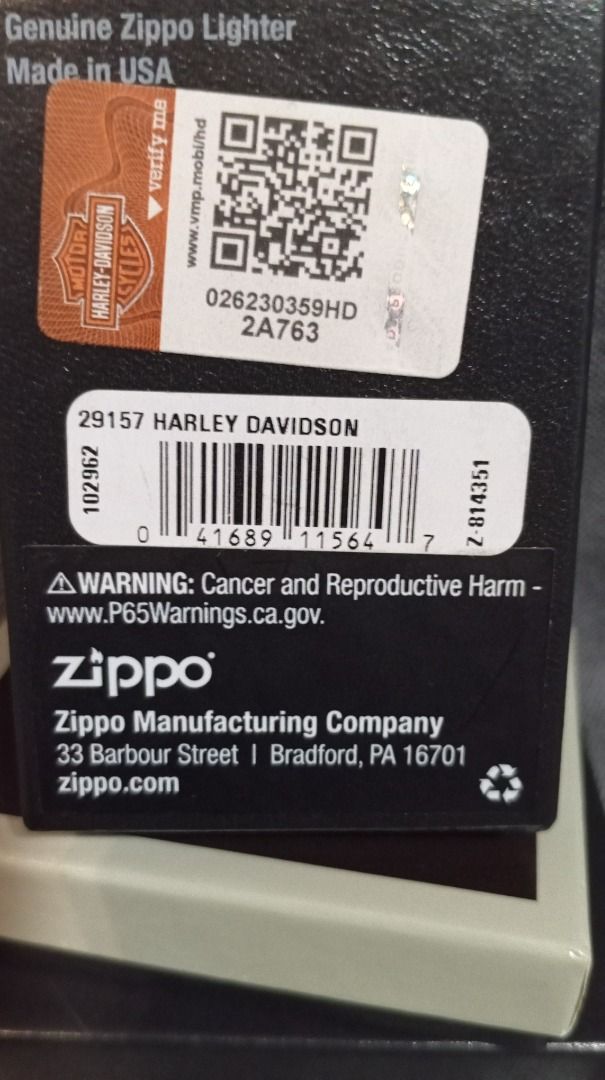 Genuine Zippo Lighter
Made in USA
verify me
MOTOR
HARLEY-DAVIDSON
CYCLES
www.vmp.mobi/hd
026230359HD
2A763
29157 HARLEY DAVIDSON
102962
0 41689 11564 7
Z-814351
⚠WARNING: Cancer and Reproductive Harm -
www.P65Warnings.ca.gov.
zippo
Zippo Manufacturing Company
33 Barbour Street | Bradford, PA 16701
zippo.com